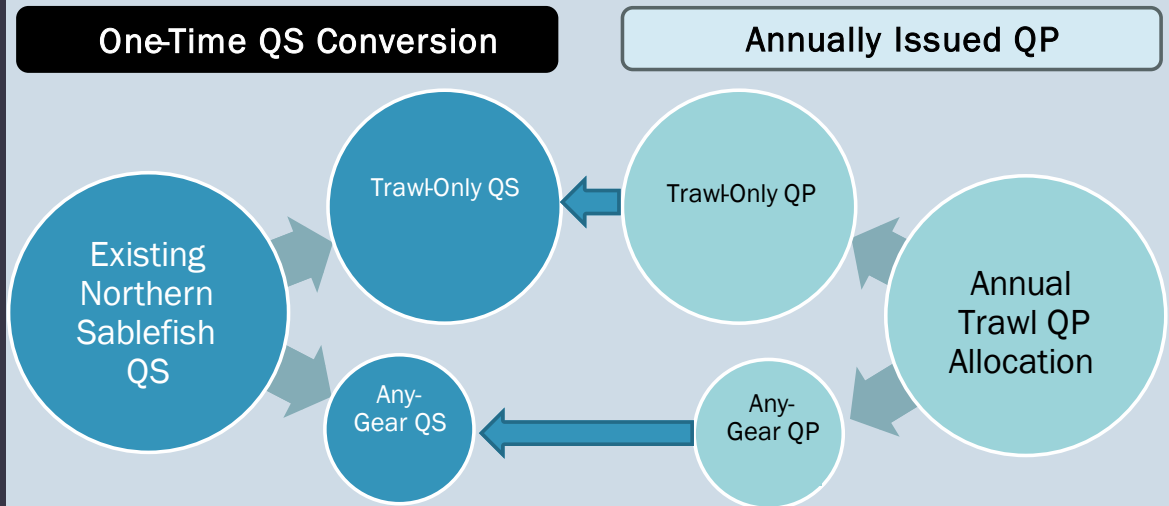 One-Time QS Conversion
Annually Issued QP
Trawl-Only QS
Trawl-Only QP
Existing
Northern
Sablefish
QS
Annual
Trawl QP
Allocation
Any-
Gear QS
Any-
Gear QP